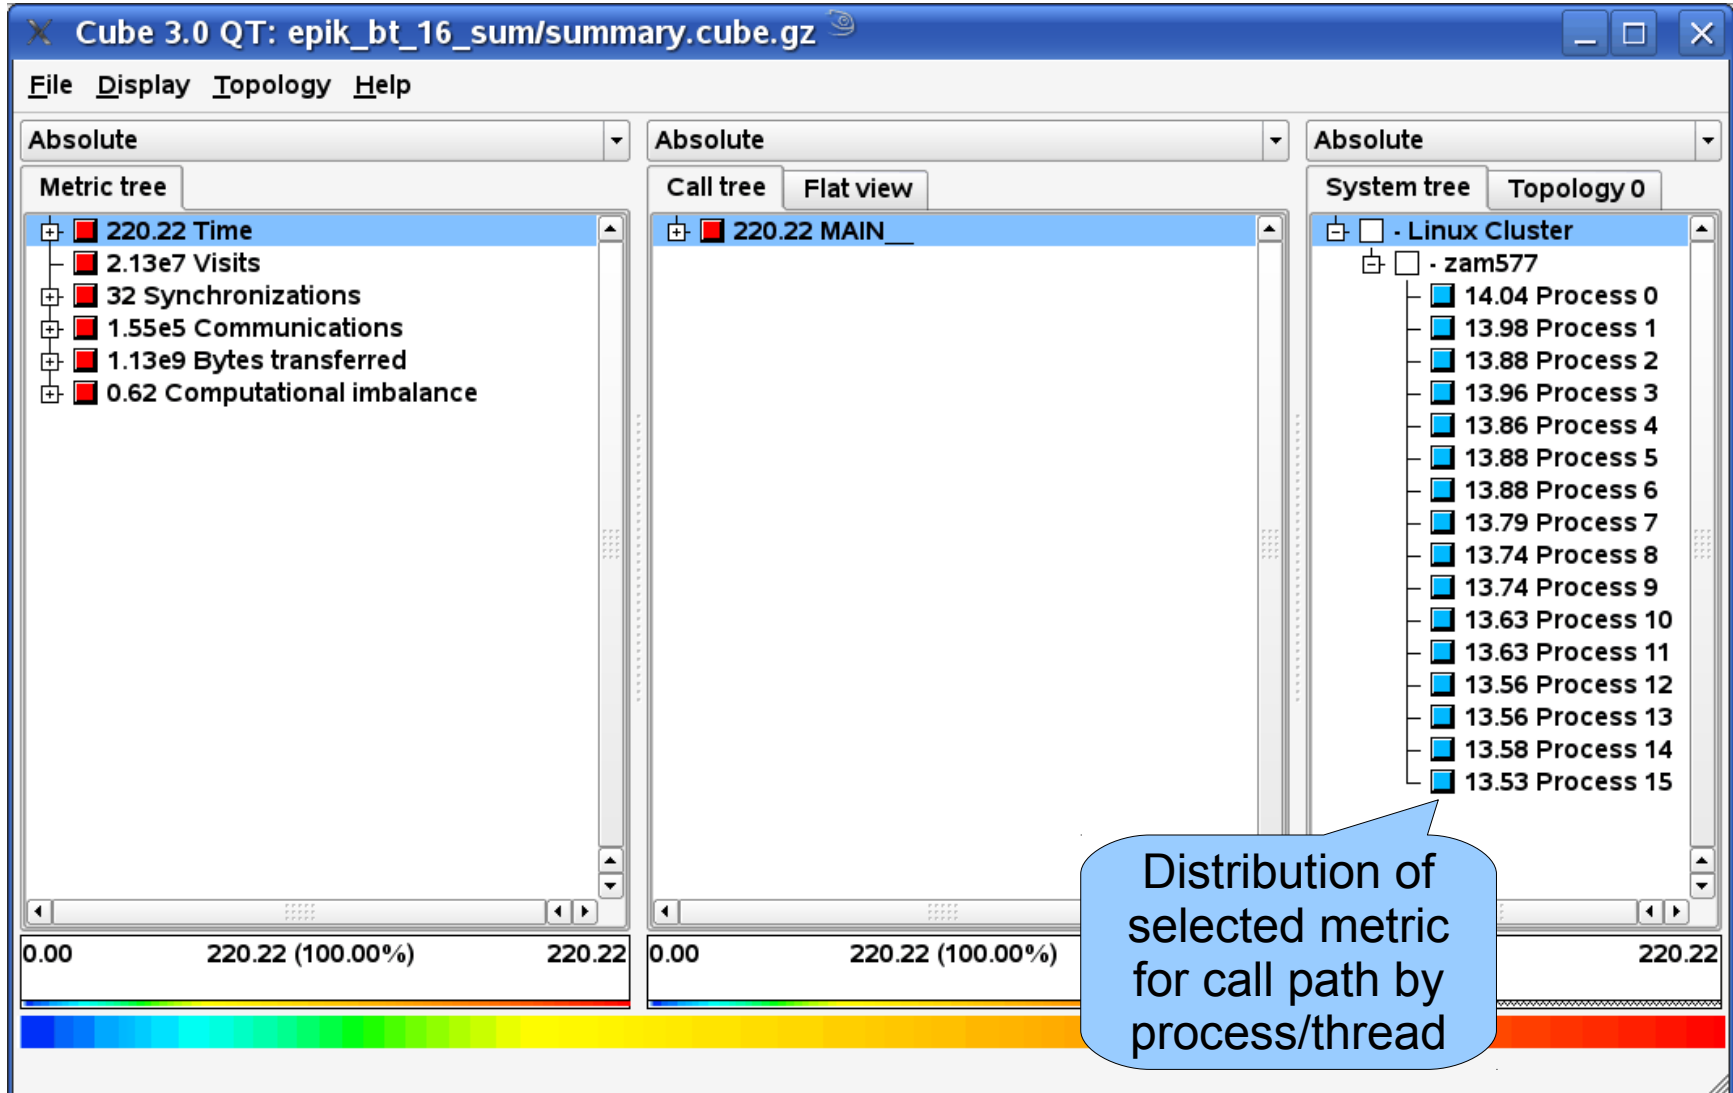 Cube 3.0 QT: epik_bt_16_sum/summary.cube.gz
File Display Topology Help
Absolute
Absolute
Absolute
Metric tree
Call tree
Flat view
System tree
Topology 0
220.22 Time
2.13e7 Visits
32 Synchronizations
1.55e5 Communications
1.13e9 Bytes transferred
0.62 Computational imbalance
220.22 MAIN__
- Linux Cluster
- zam577
14.04 Process 0
13.98 Process 1
13.88 Process 2
13.96 Process 3
13.86 Process 4
13.88 Process 5
13.88 Process 6
13.79 Process 7
13.74 Process 8
13.74 Process 9
13.63 Process 10
13.63 Process 11
13.56 Process 12
13.56 Process 13
13.58 Process 14
13.53 Process 15
Distribution of
selected metric
for call path by
process/thread
0.00 220.22 (100.00%) 220.22
0.00 220.22 (100.00%)
220.22